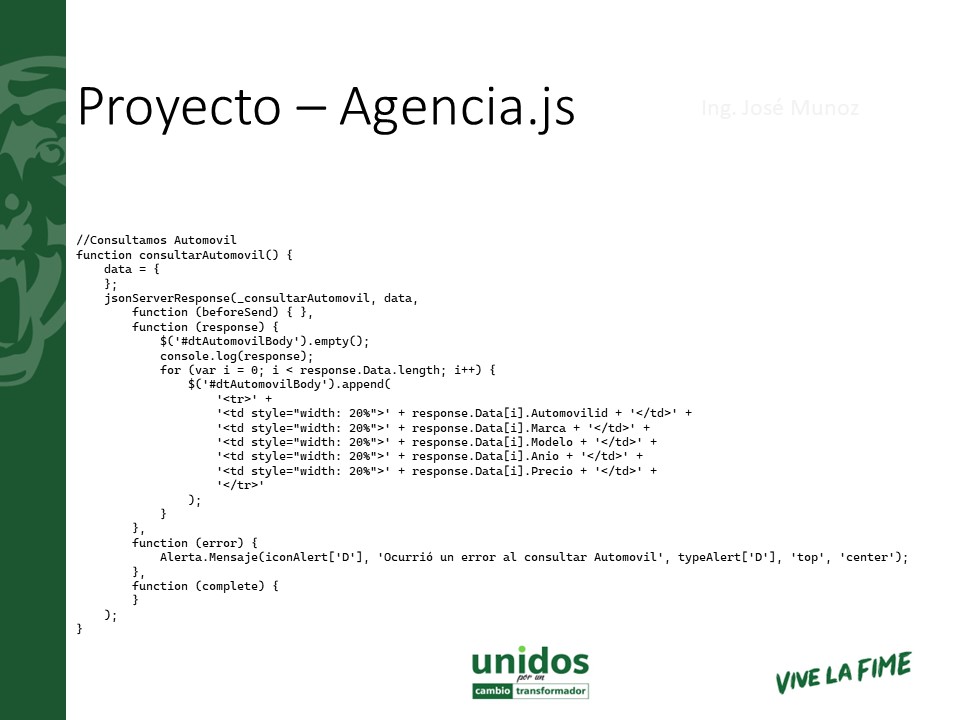 Proyecto – Agencia.js
Ing. José Munoz
//Consultamos Automovil
function consultarAutomovil() {
    data = {
    };
    jsonServerResponse(_consultarAutomovil, data,
        function (beforeSend) { },
        function (response) {
            $('#dtAutomovilBody').empty();
            console.log(response);
            for (var i = 0; i < response.Data.length; i++) {
                $('#dtAutomovilBody').append(
                    '<tr>' +
                    '<td style="width: 20%">' + response.Data[i].Automovilid + '</td>' +
                    '<td style="width: 20%">' + response.Data[i].Marca + '</td>' +
                    '<td style="width: 20%">' + response.Data[i].Modelo + '</td>' +
                    '<td style="width: 20%">' + response.Data[i].Anio + '</td>' +
                    '<td style="width: 20%">' + response.Data[i].Precio + '</td>' +
                    '</tr>'
                );
            }
        },
        function (error) {
            Alerta.Mensaje(iconAlert['D'], 'Ocurrió un error al consultar Automovil', typeAlert['D'], 'top', 'center');
        },
        function (complete) {
        }
    );
}
unidos
por un
cambio transformador
VIVE LA FIME